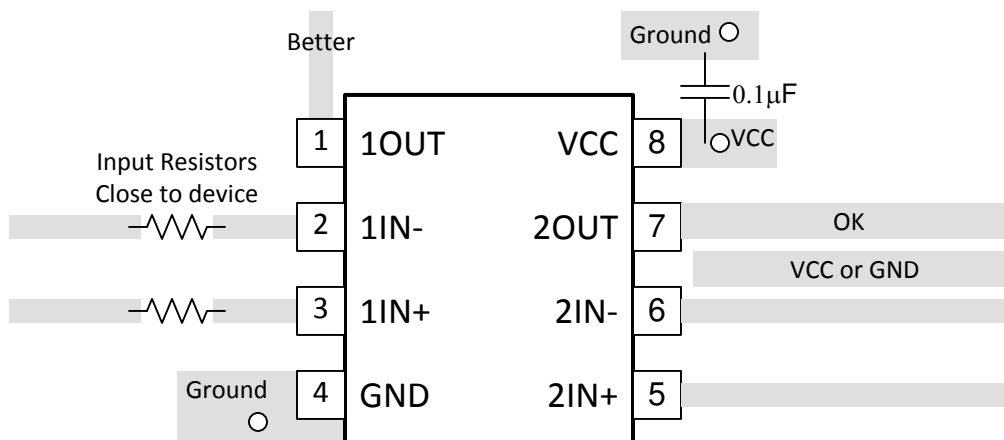 Better
Ground
0.1µF
1 1OUT VCC 8 VCC
Input Resistors
Close to device
2 1IN- 2OUT 7 OK
VCC or GND
3 1IN+ 2IN- 6
Ground
4 GND 2IN+ 5